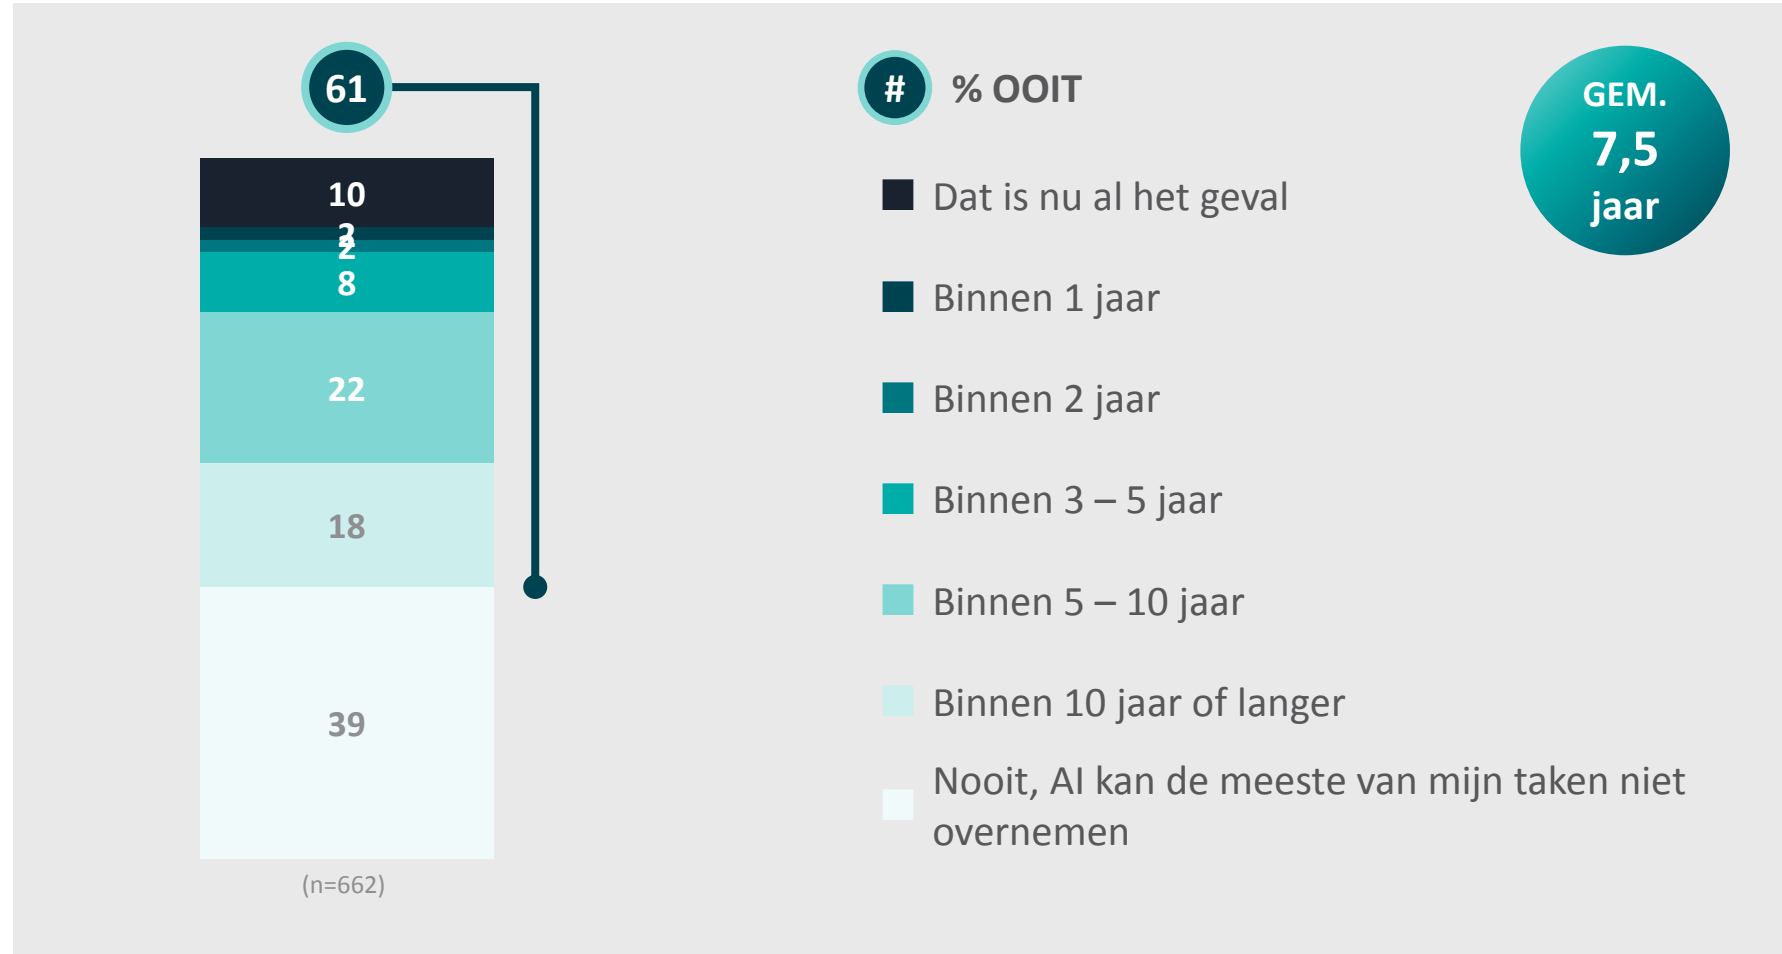 61
10
2
2
8
22
18
39
(n=662)
# % OOIT
Dat is nu al het geval
Binnen 1 jaar
Binnen 2 jaar
Binnen 3 – 5 jaar
Binnen 5 – 10 jaar
Binnen 10 jaar of langer
Nooit, AI kan de meeste van mijn taken niet
overnemen
GEM.
7,5
jaar